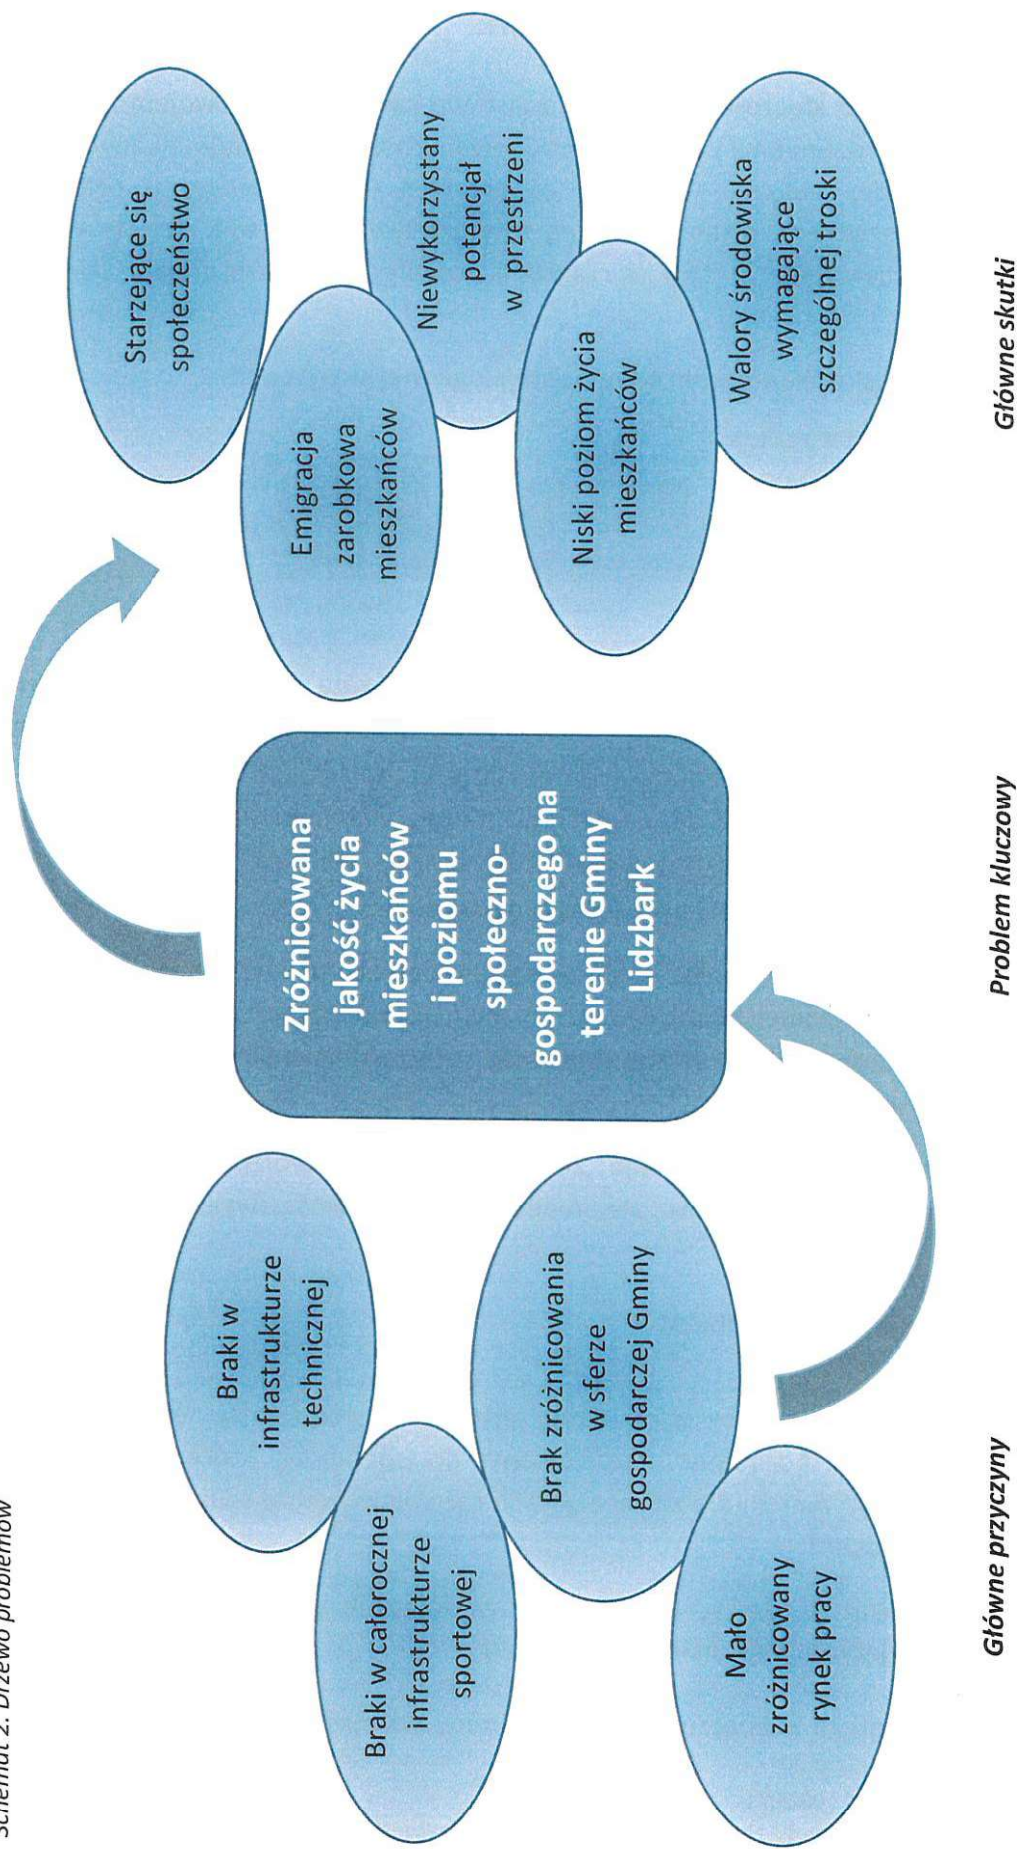 Schemat 2. Drzewo problemów
Braki w
infrastrukturze
technicznej
Braki w całorocznej
infrastrukturze
sportowej
Brak zróżnicowania
w sferze
gospodarczej Gminy
Mało
zróżnicowany
rynek pracy
Główne przyczyny
Zróżnicowana
jakość życia
mieszkańców
i poziomu
społeczno-
gospodarczego na
terenie Gminy
Lidzbark
Problem kluczowy
Starzejące się
społeczeństwo
Emigracja
zarobkowa
mieszkańców
Niewykorzystany
potencjał
w przestrzeni
Niski poziom życia
mieszkańców
Walory środowiska
wymagające
szczególnej troski
Główne skutki